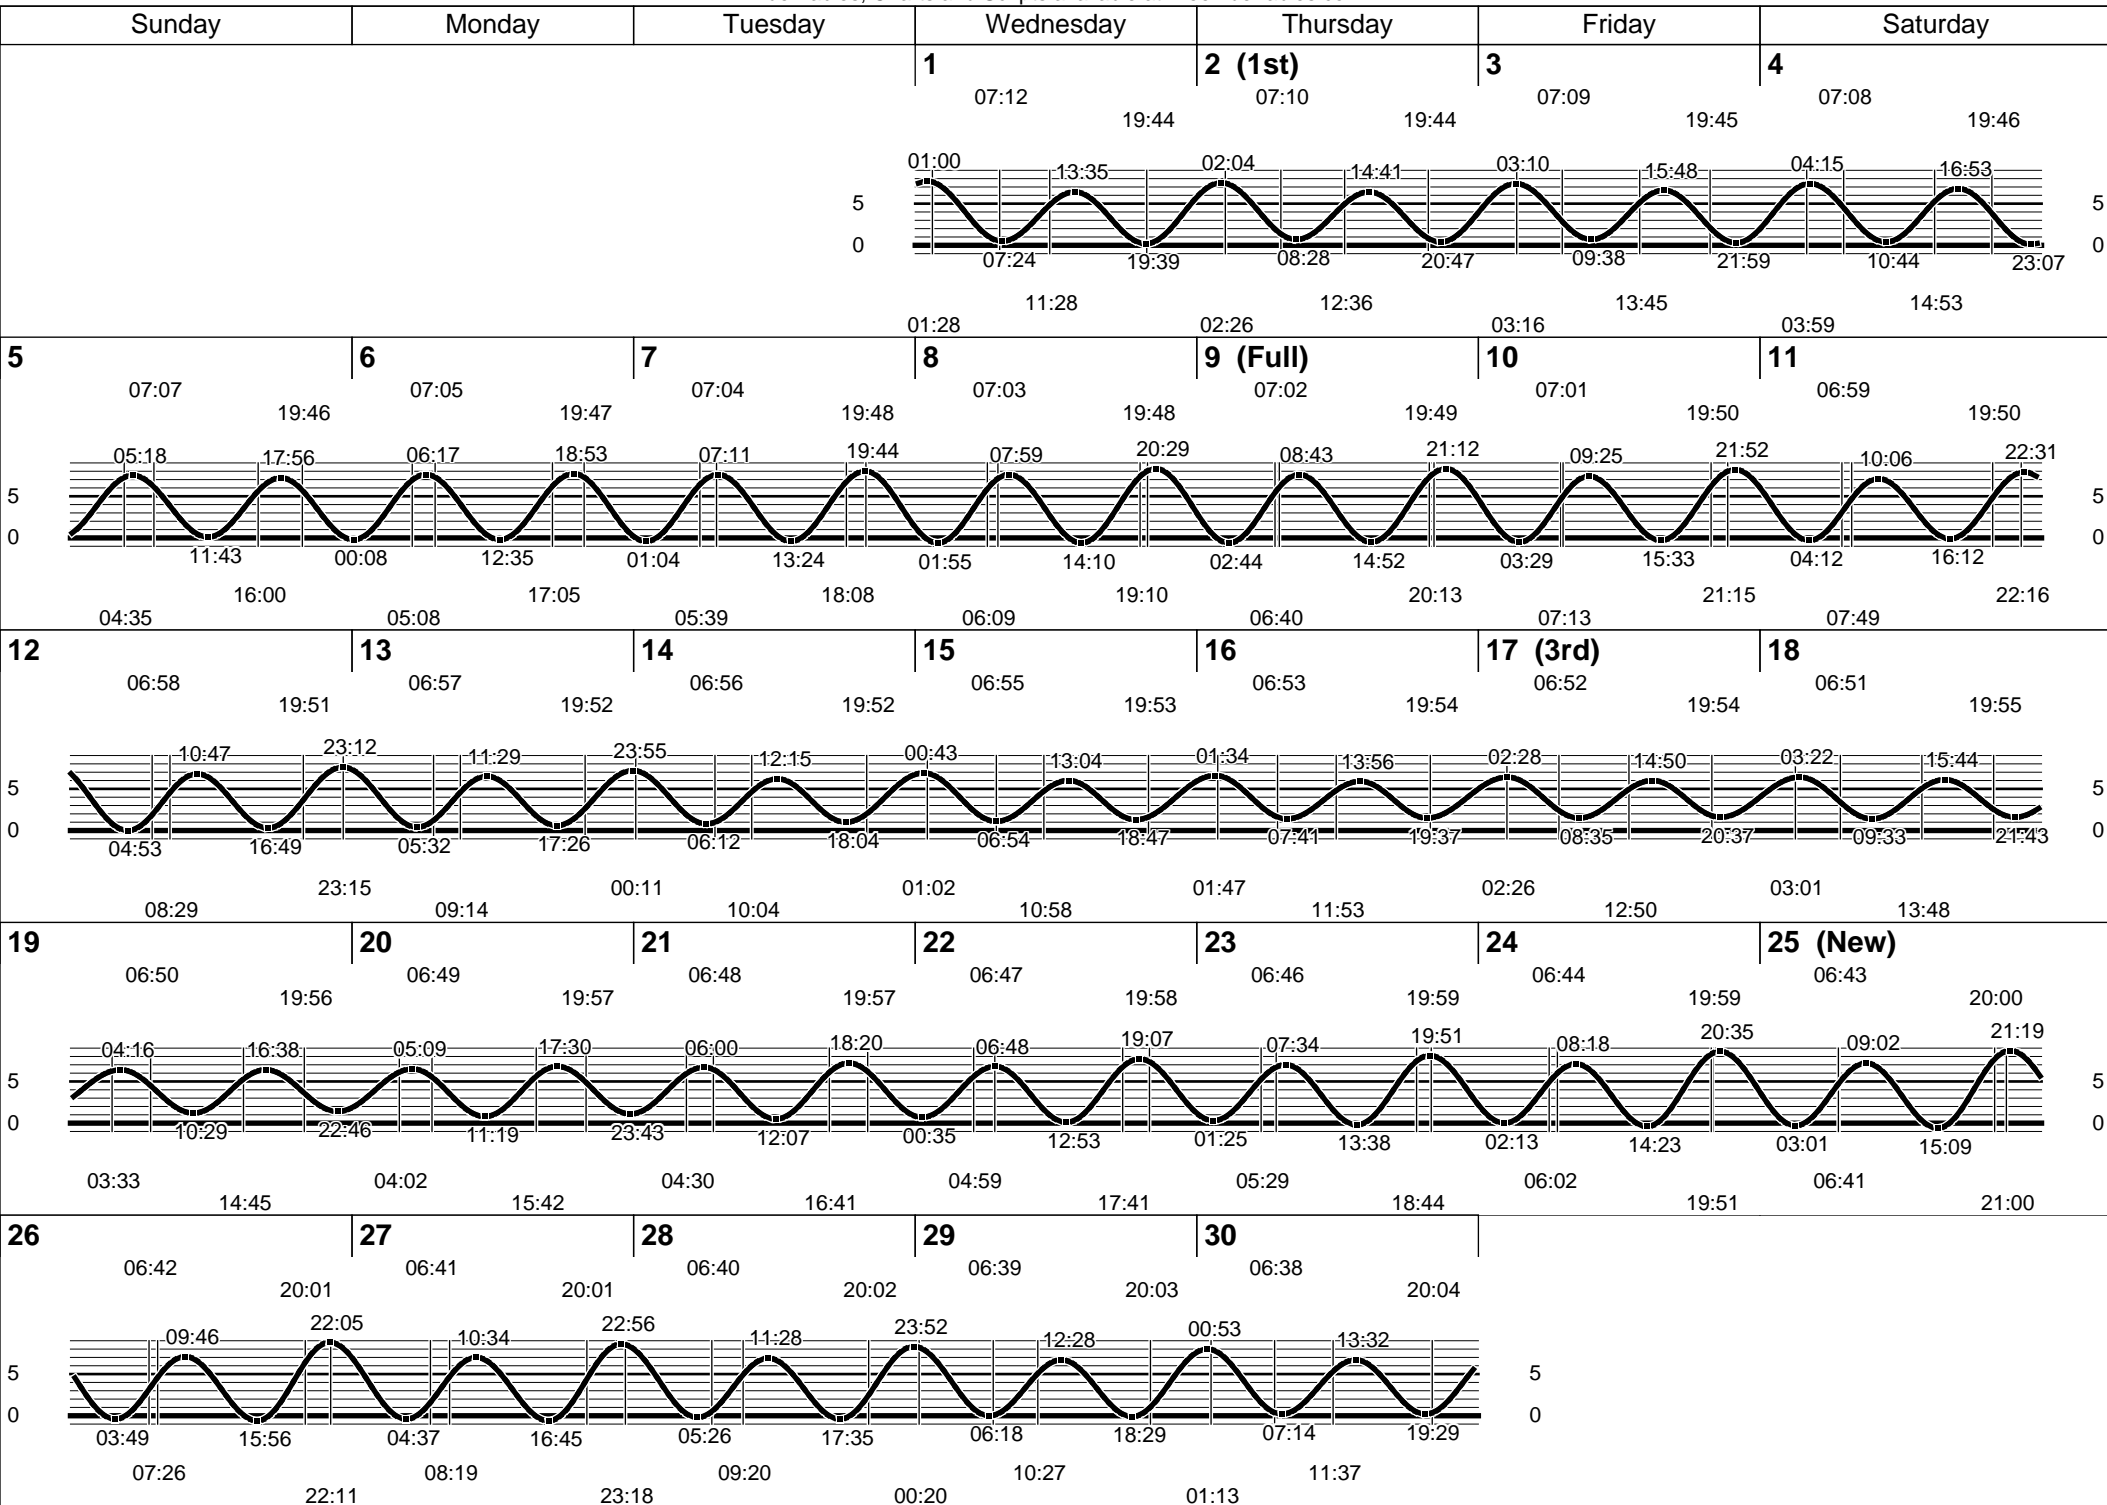 Sunday Monday Tuesday Wednesday Thursday Friday Saturday
1 2 (1st) 3 4
07:12 07:10 07:09 07:08
19:44 19:44 19:45 19:46
01:00 13:35 02:04 14:41 03:10 15:48 04:15 16:53
5 5
0 0
07:24 19:39 08:28 20:47 09:38 21:59 10:44 23:07
11:28 12:36 13:45 14:53
01:28 02:26 03:16 03:59
5 6 7 8 9 (Full) 10 11
07:07 07:05 07:04 07:03 07:02 07:01 06:59
19:46 19:47 19:48 19:48 19:49 19:50 19:50
05:18 17:56 06:17 18:53 07:11 19:44 07:59 20:29 08:43 21:12 09:25 21:52 10:06 22:31
5 5
0 0
11:43 00:08 12:35 01:04 13:24 01:55 14:10 02:44 14:52 03:29 15:33 04:12 16:12
16:00 17:05 18:08 19:10 20:13 21:15 22:16
04:35 05:08 05:39 06:09 06:40 07:13 07:49
12 13 14 15 16 17 (3rd) 18
06:58 06:57 06:56 06:55 06:53 06:52 06:51
19:51 19:52 19:52 19:53 19:54 19:54 19:55
10:47 23:12 11:29 23:55 12:15 00:43 13:04 01:34 13:56 02:28 14:50 03:22 15:44
5 5
0 0
04:53 16:49 05:32 17:26 06:12 18:04 06:54 18:47 07:41 19:37 08:35 20:37 09:33 21:43
23:15 00:11 01:02 01:47 02:26 03:01
08:29 09:14 10:04 10:58 11:53 12:50 13:48
19 20 21 22 23 24 25 (New)
06:50 06:49 06:48 06:47 06:46 06:44 06:43
19:56 19:57 19:57 19:58 19:59 19:59 20:00
04:16 16:38 05:09 17:30 06:00 18:20 06:48 19:07 07:34 19:51 08:18 20:35 09:02 21:19
5 5
0 0
10:29 22:46 11:19 23:43 12:07 00:35 12:53 01:25 13:38 02:13 14:23 03:01 15:09
03:33 04:02 04:30 04:59 05:29 06:02 06:41
14:45 15:42 16:41 17:41 18:44 19:51 21:00
26 27 28 29 30
06:42 06:41 06:40 06:39 06:38
20:01 20:01 20:02 20:03 20:04
09:46 22:05 10:34 22:56 11:28 23:52 12:28 00:53 13:32
5 5
0 0
03:49 15:56 04:37 16:45 05:26 17:35 06:18 18:29 07:14 19:29
07:26 08:19 09:20 10:27 11:37
22:11 23:18 00:20 01:13